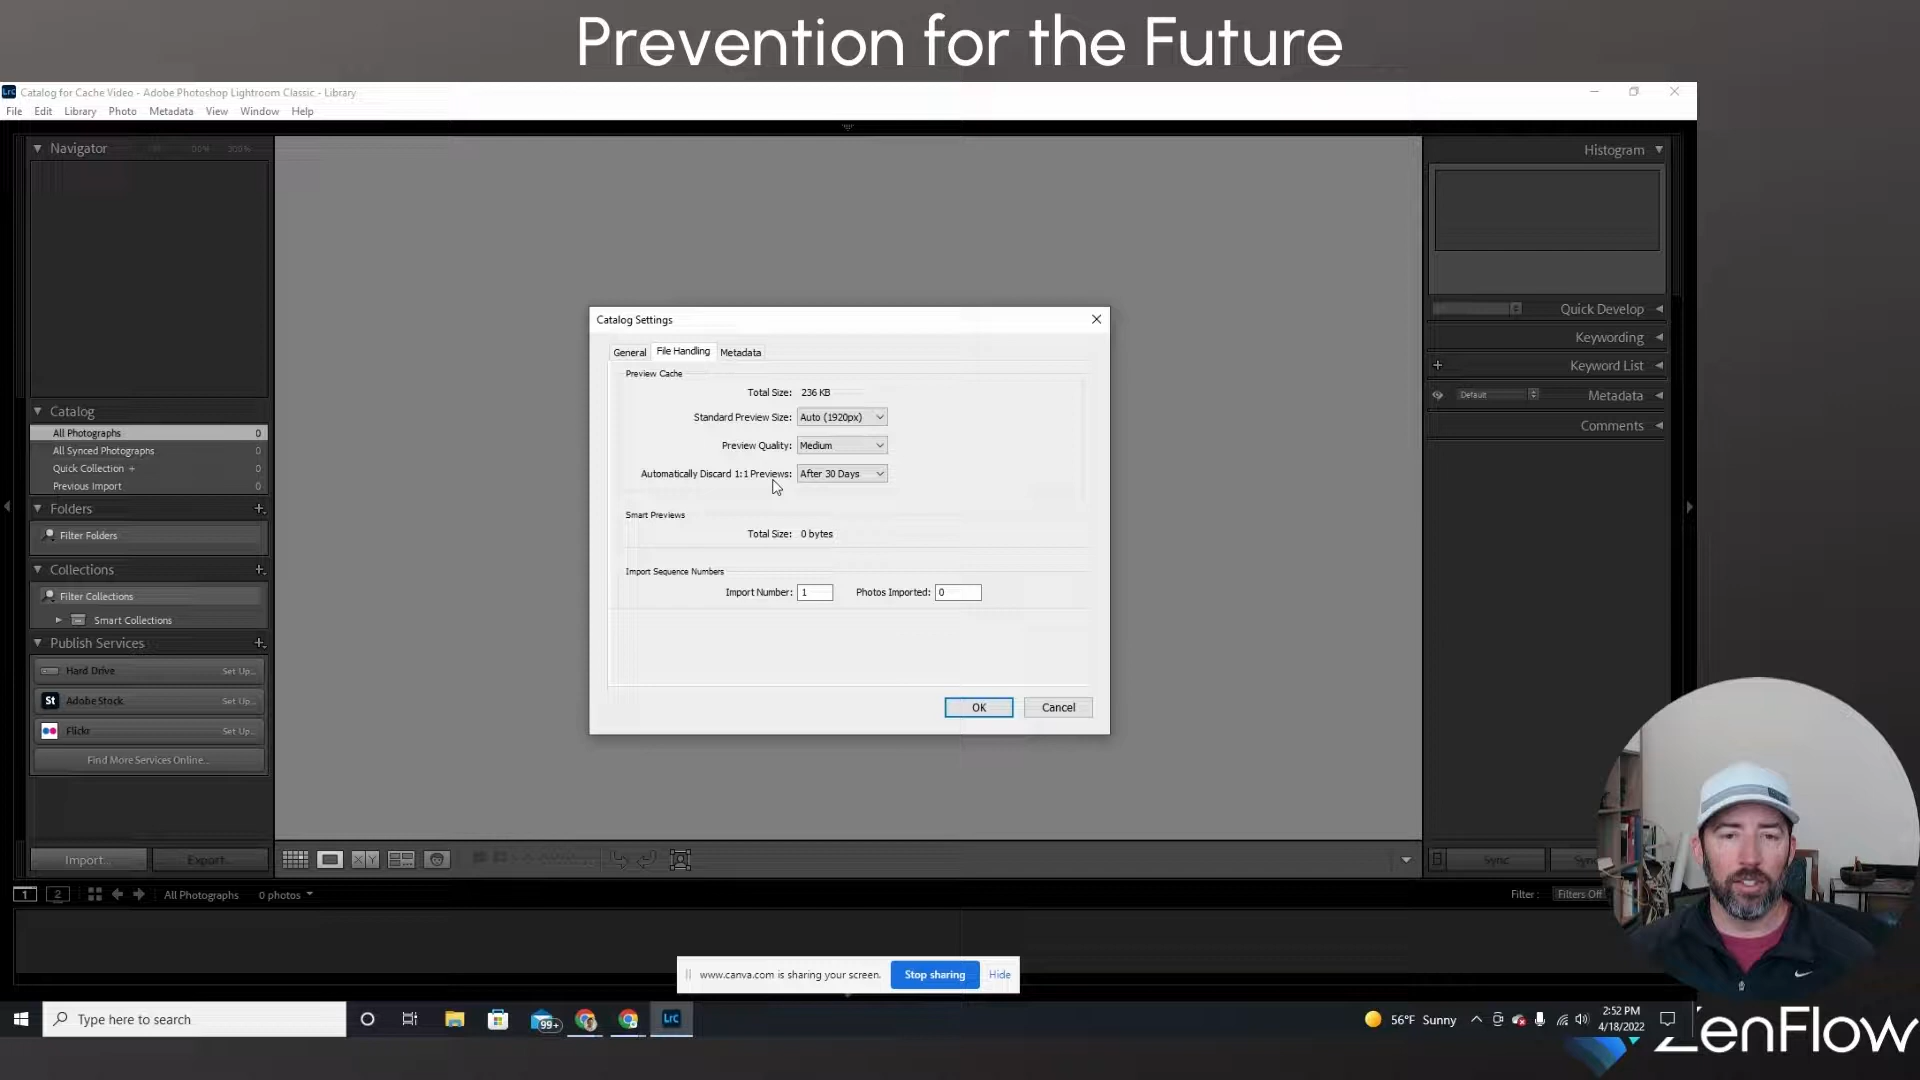 Prevention for the Future
Catalog for Cache Video - Adobe Photoshop Lightroom Classic - Library
File Edit Library Photo Metadata View Window Help
Navigator
Histogram
Quick Develop
Keywording
Keyword List
Default Metadata
Comments
Catalog
All Photographs 0
All Synced Photographs 0
Quick Collection + 0
Previous Import 0
Folders
Filter Folders
Collections
Filter Collections
Smart Collections
Publish Services
Hard Drive Set Up...
St Adobe Stock Set Up...
Flickr Set Up...
Find More Services Online...
Import... Export...
Catalog Settings
General File Handling Metadata
Preview Cache
Total Size: 236 KB
Standard Preview Size: Auto (1920px)
Preview Quality: Medium
Automatically Discard 1:1 Previews: After 30 Days
Smart Previews
Total Size: 0 bytes
Import Sequence Numbers
Import Number: 1 Photos Imported: 0
OK Cancel
X Y
Sync
1 2 All Photographs 0 photos
Filter : Filters Off
www.canva.com is sharing your screen. Stop sharing Hide
Type here to search
99+
LrC
56°F Sunny
2:52 PM
4/18/2022
ZenFlow